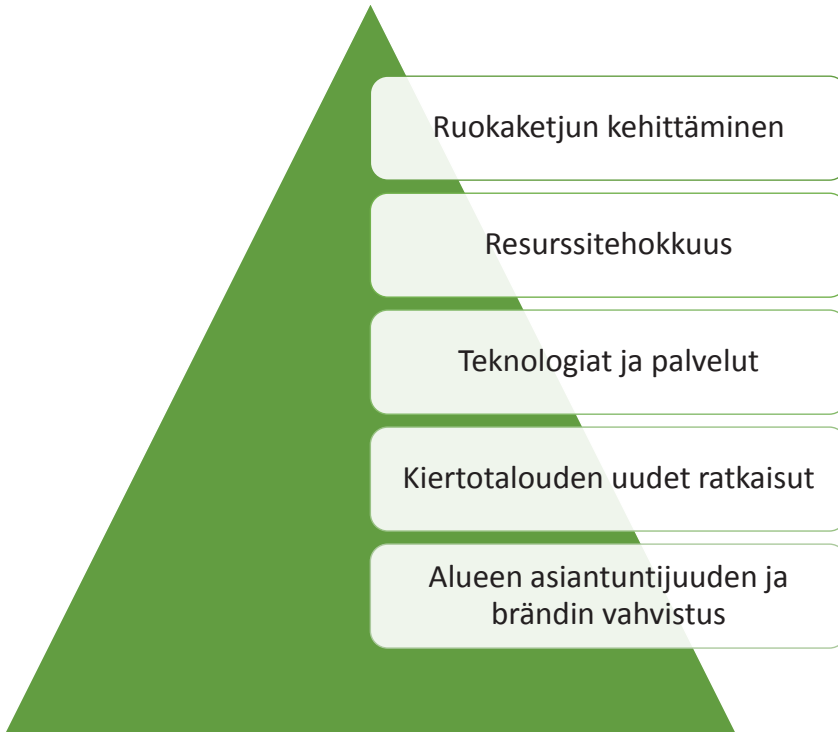 Ruokaketjun kehittäminen
Resurssitehokkuus
Teknologiat ja palvelut
Kiertotalouden uudet ratkaisut
Alueen asiantuntijuuden ja
brändin vahvistus